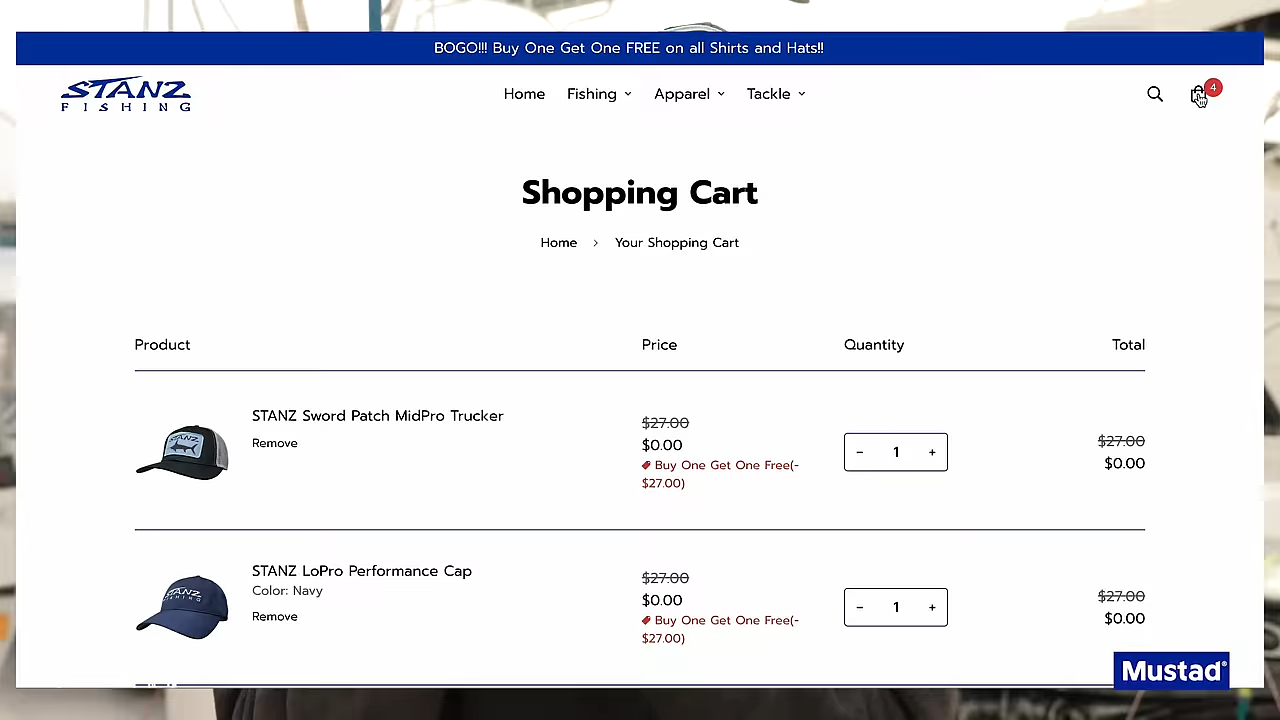 BOGO!!! Buy One Get One FREE on all Shirts and Hats!!
STANZ
FISHING
Home
Fishing
Apparel
Tackle
4
Shopping Cart
Home > Your Shopping Cart
Product
Price
Quantity
Total
STANZ
STANZ Sword Patch MidPro Trucker
Remove
$27.00
$0.00
Buy One Get One Free(-
$27.00)
- 1 +
$27.00
$0.00
STANZ
FISHING
STANZ LoPro Performance Cap
Color: Navy
Remove
$27.00
$0.00
Buy One Get One Free(-
$27.00)
- 1 +
$27.00
$0.00
Mustad®